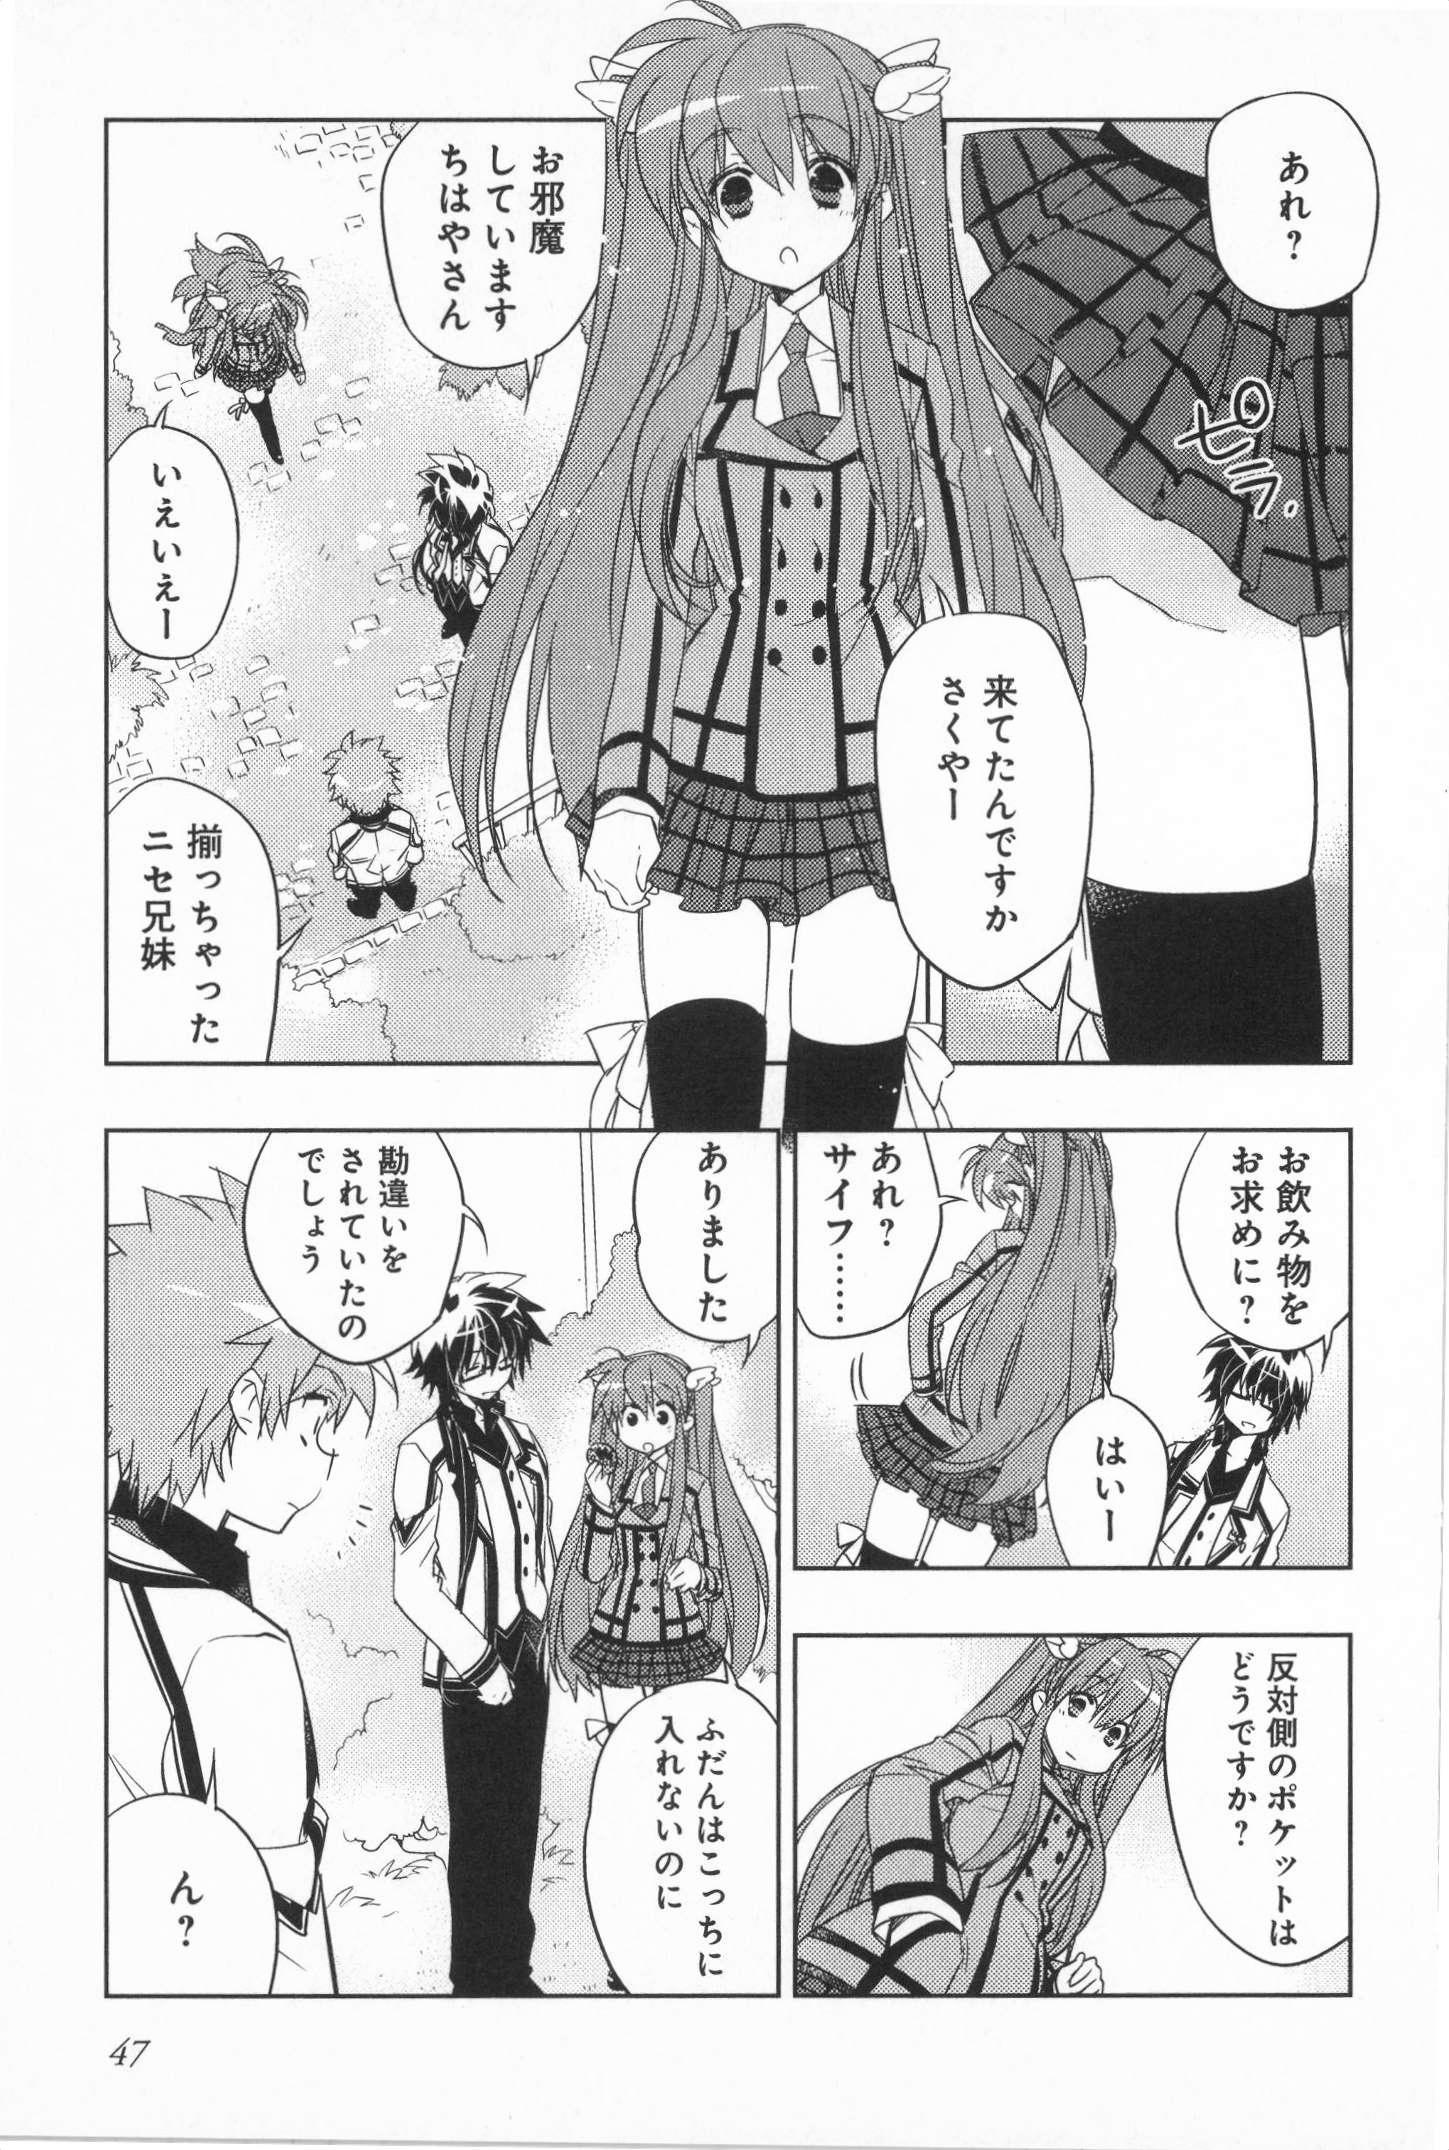 あれ?
ピラ.
来てたんですか
さくやー
お邪魔
しています
ちはやさん
いえいえー
揃っちゃった
ニセ兄妹
お飲み物を
お求めに?
はいー
あれ?
サイフ……
反対側のポケットは
どうですか?
ありました
ふだんはこっちに
入れないのに
勘違いを
されていたの
でしょう
ん?
47